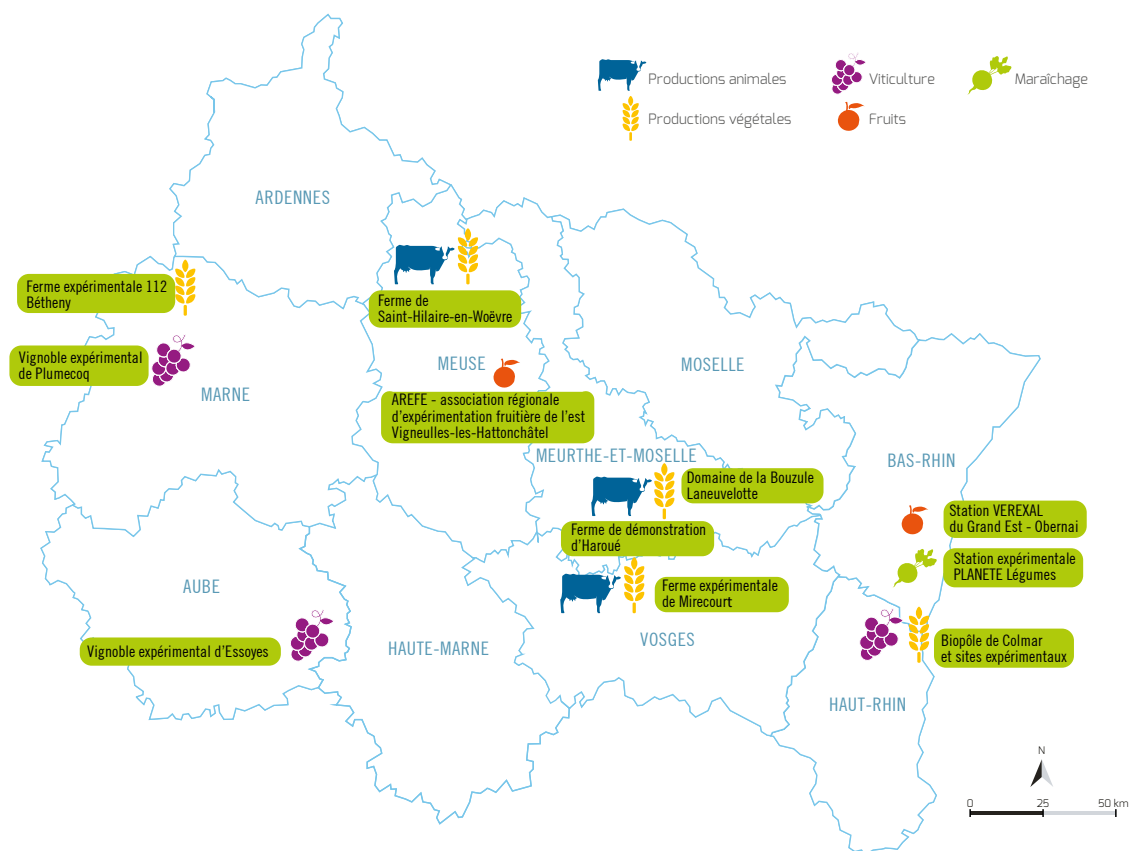 Productions animales
Viticulture
Maraîchage
Productions végétales
Fruits
ARDENNES
Ferme expérimentale 112
Bétheny
Ferme de
Saint-Hilaire-en-Woëvre
Vignoble expérimental
de Plumecoq
MEUSE
MOSELLE
MARNE
AREFE - association régionale
d'expérimentation fruitière de l'est
Vigneulles-les-Hattonchâtel
MEURTHE-ET-MOSELLE
BAS-RHIN
Domaine de la Bouzule
Laneuvelotte
Station VEREXAL
du Grand Est - Obernai
Ferme de démonstration
d'Haroué
Station expérimentale
PLANETE Légumes
AUBE
Ferme expérimentale
de Mirecourt
Vignoble expérimental d'Essoyes
HAUTE-MARNE
VOSGES
Biopôle de Colmar
et sites expérimentaux
HAUT-RHIN
N
0 25 50 km